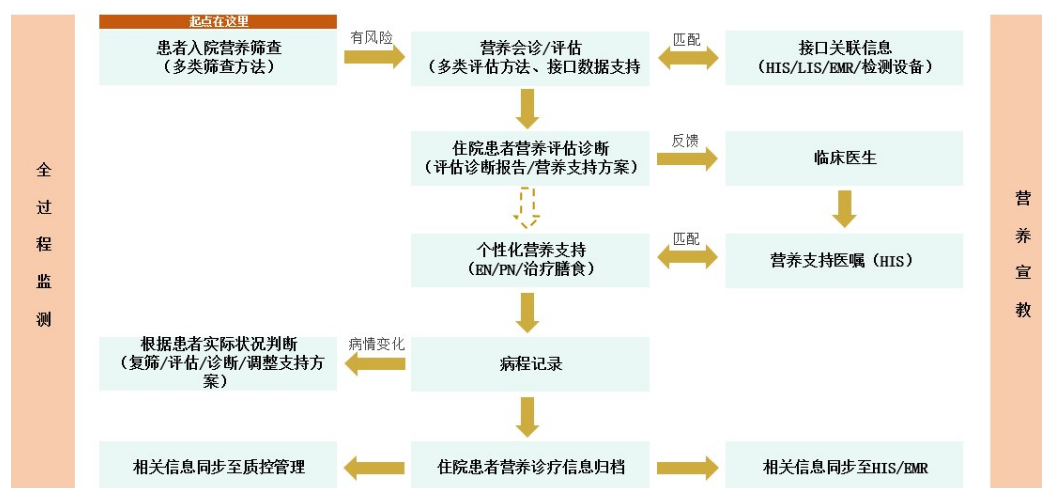 起点在这里
患者入院营养筛查
（多类筛查方法）
有风险
营养会诊/评估
（多类评估方法、接口数据支持
匹配
接口关联信息
（HIS/LIS/EMR/检测设备）
住院患者营养评估诊断
（评估诊断报告/营养支持方案）
反馈
临床医生
个性化营养支持
（EN/PN/治疗膳食）
匹配
营养支持医嘱（HIS）
根据患者实际状况判断
（复筛/评估/诊断/调整支持方
案）
病情变化
病程记录
相关信息同步至质控管理
住院患者营养诊疗信息归档
相关信息同步至HIS/EMR
全
过
程
监
测
营
养
宣
教